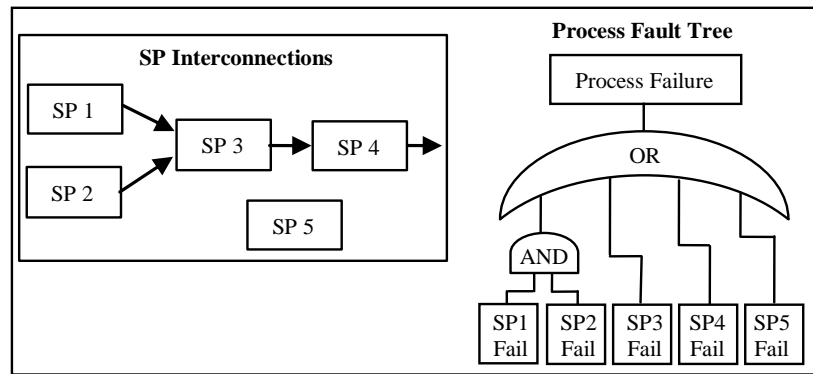 SP Interconnections
SP 1
SP 2
SP 3
SP 4
SP 5
Process Fault Tree
Process Failure
OR
AND
SP1
Fail
SP2
Fail
SP3
Fail
SP4
Fail
SP5
Fail